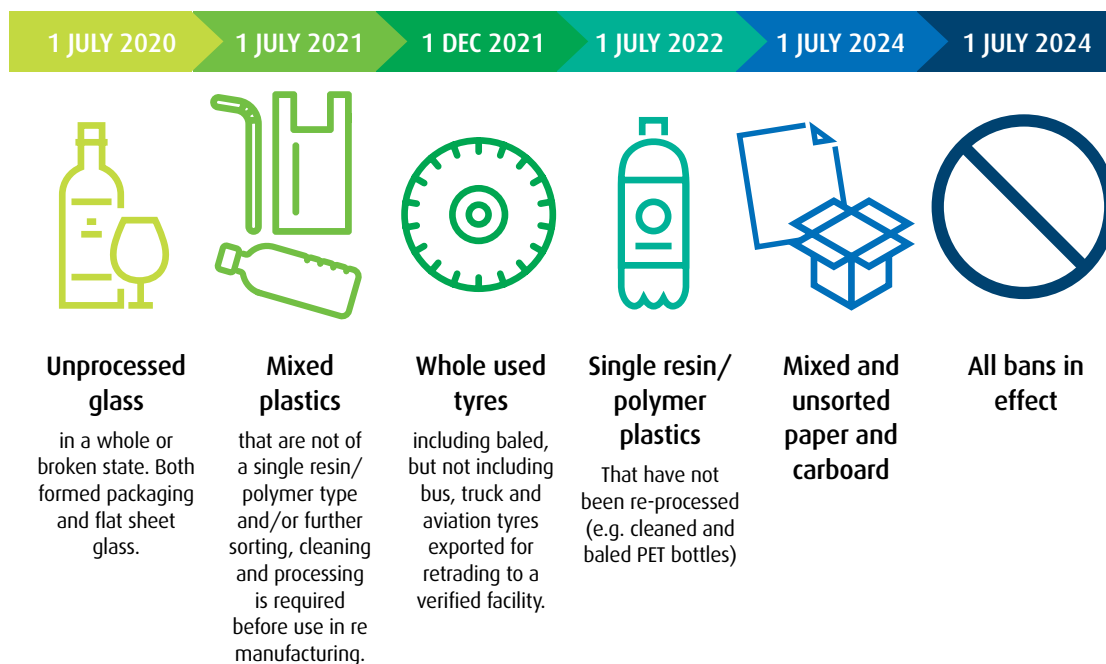 1 JULY 2020
1 JULY 2021
1 DEC 2021
1 JULY 2022
1 JULY 2024
1 JULY 2024
Unprocessed
glass
in a whole or
broken state. Both
formed packaging
and flat sheet
glass.
Mixed
plastics
that are not of
a single resin/
polymer type
and/or further
sorting, cleaning
and processing
is required
before use in re
manufacturing.
Whole used
tyres
including baled,
but not including
bus, truck and
aviation tyres
exported for
retrading to a
verified facility.
Single resin/
polymer
plastics
That have not
been re-processed
(e.g. cleaned and
baled PET bottles)
Mixed and
unsorted
paper and
carboard
All bans in
effect